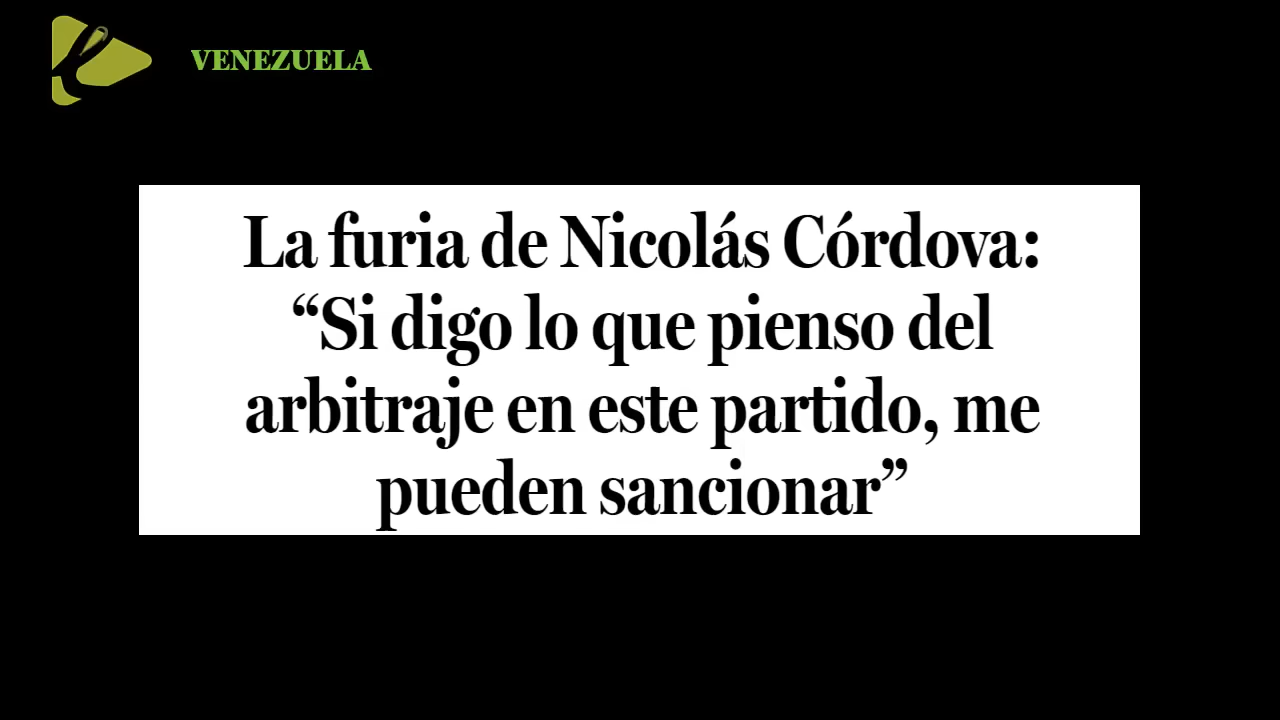 VENEZUELA
La furia de Nicolás Córdova:
“Si digo lo que pienso del
arbitraje en este partido, me
pueden sancionar”